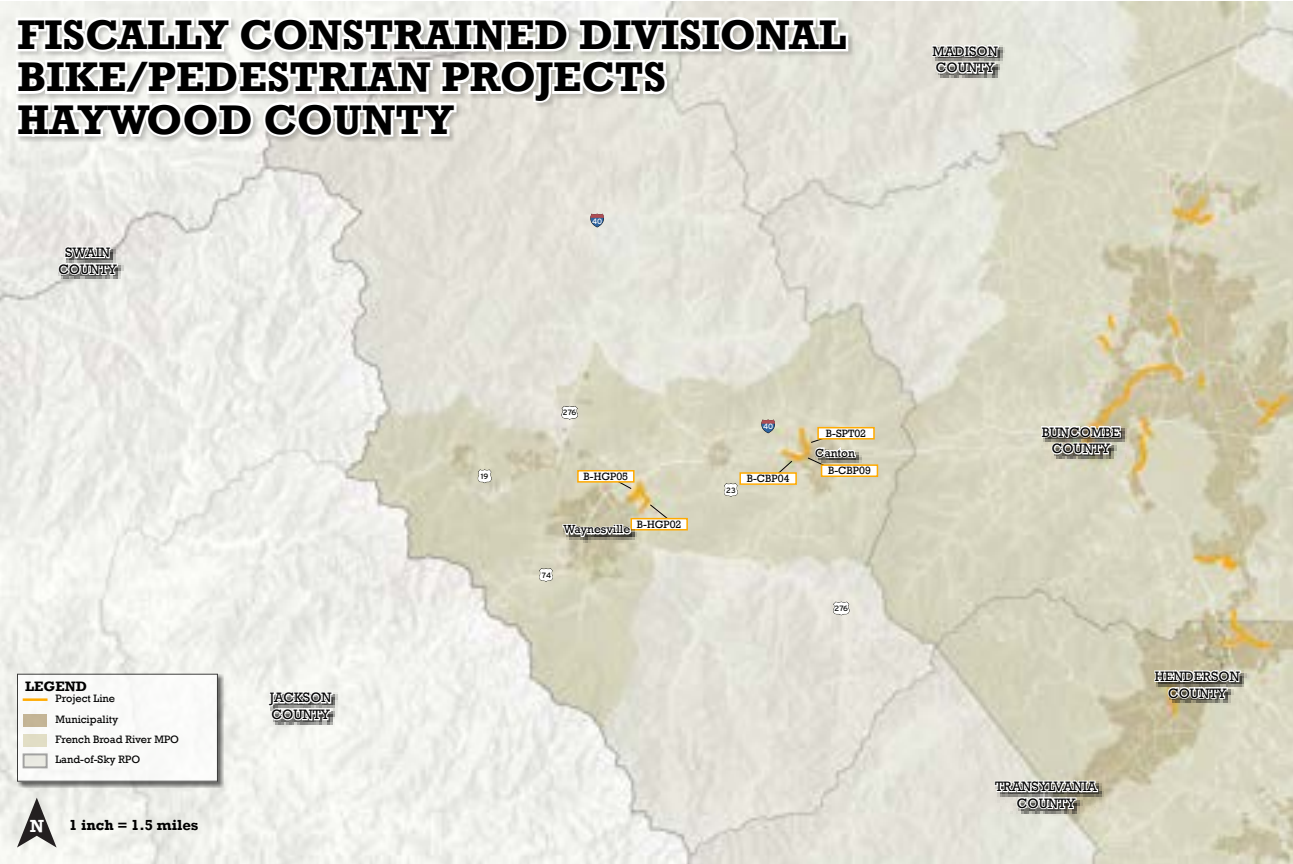 FISCALLY CONSTRAINED DIVISIONAL
BIKE/PEDESTRIAN PROJECTS
HAYWOOD COUNTY
MADISON
COUNTY
40
SWAIN
COUNTY
276
40
B-SPT02
Canton
B-CBP09
B-CBP04
BUNCOMBE
COUNTY
19
B-HGP05
23
B-HGP02
Waynesville
74
276
HENDERSON
COUNTY
JACKSON
COUNTY
TRANSYLVANIA
COUNTY
LEGEND
Project Line
Municipality
French Broad River MPO
Land-of-Sky RPO
N
1 inch = 1.5 miles